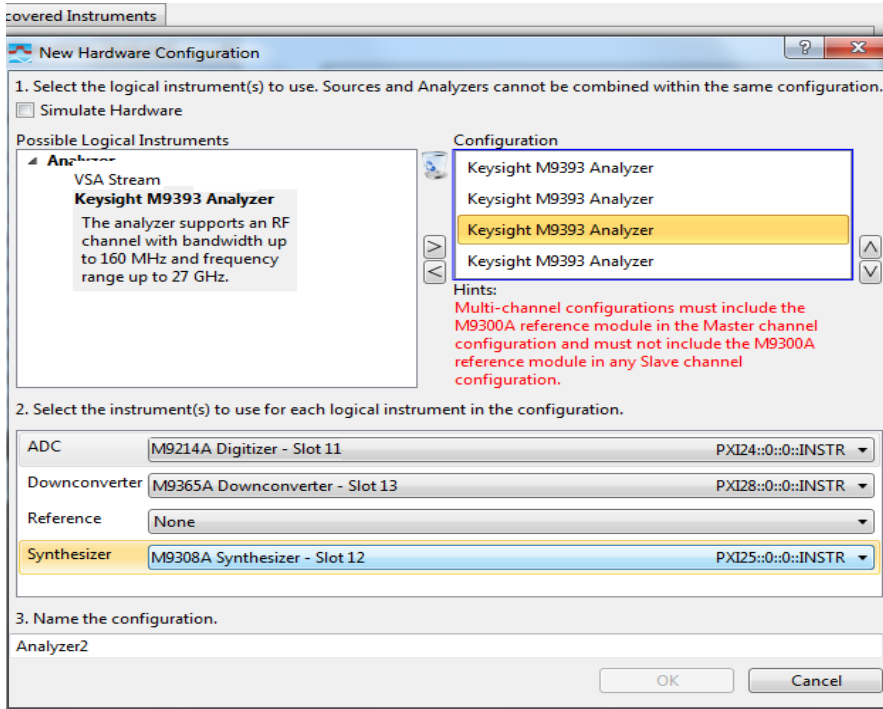 covered Instruments
New Hardware Configuration
1. Select the logical instrument(s) to use. Sources and Analyzers cannot be combined within the same configuration.
Simulate Hardware
Possible Logical Instruments
Analyzer
VSA Stream
Keysight M9393 Analyzer
The analyzer supports an RF
channel with bandwidth up
to 160 MHz and frequency
range up to 27 GHz.
Configuration
Keysight M9393 Analyzer
Keysight M9393 Analyzer
Keysight M9393 Analyzer
Keysight M9393 Analyzer
>
<
Hints:
Multi-channel configurations must include the
M9300A reference module in the Master channel
configuration and must not include the M9300A
reference module in any Slave channel
configuration.
2. Select the instrument(s) to use for each logical instrument in the configuration.
ADC M9214A Digitizer - Slot 11 PXI24::0::0::INSTR
Downconverter M9365A Downconverter - Slot 13 PXI28::0::0::INSTR
Reference None
Synthesizer M9308A Synthesizer - Slot 12 PXI25::0::0::INSTR
3. Name the configuration.
Analyzer2
OK Cancel